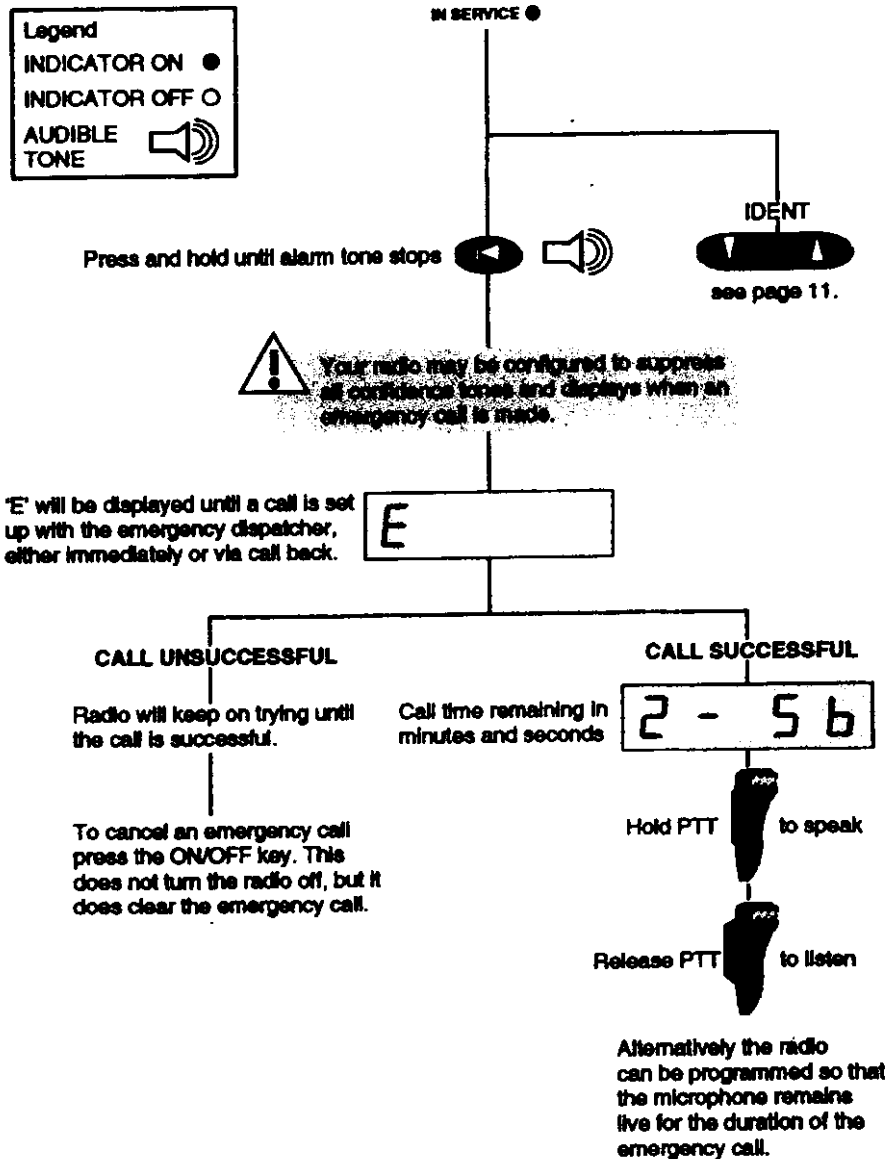 Legend
INDICATOR ON
INDICATOR OFF
AUDIBLE
TONE
IN SERVICE
IDENT
see page 11.
Press and hold until alarm tone stops
Your radio may be configured to suppress
all confidence tones and displays when an
emergency call is made.
'E' will be displayed until a call is set
up with the emergency dispatcher,
either immediately or via call back.
E
CALL UNSUCCESSFUL
Radio will keep on trying until
the call is successful.
To cancel an emergency call
press the ON/OFF key. This
does not turn the radio off, but it
does clear the emergency call.
CALL SUCCESSFUL
Call time remaining in
minutes and seconds
2 - 5 6
Hold PTT to speak
Release PTT to listen
Alternatively the radio
can be programmed so that
the microphone remains
live for the duration of the
emergency call.